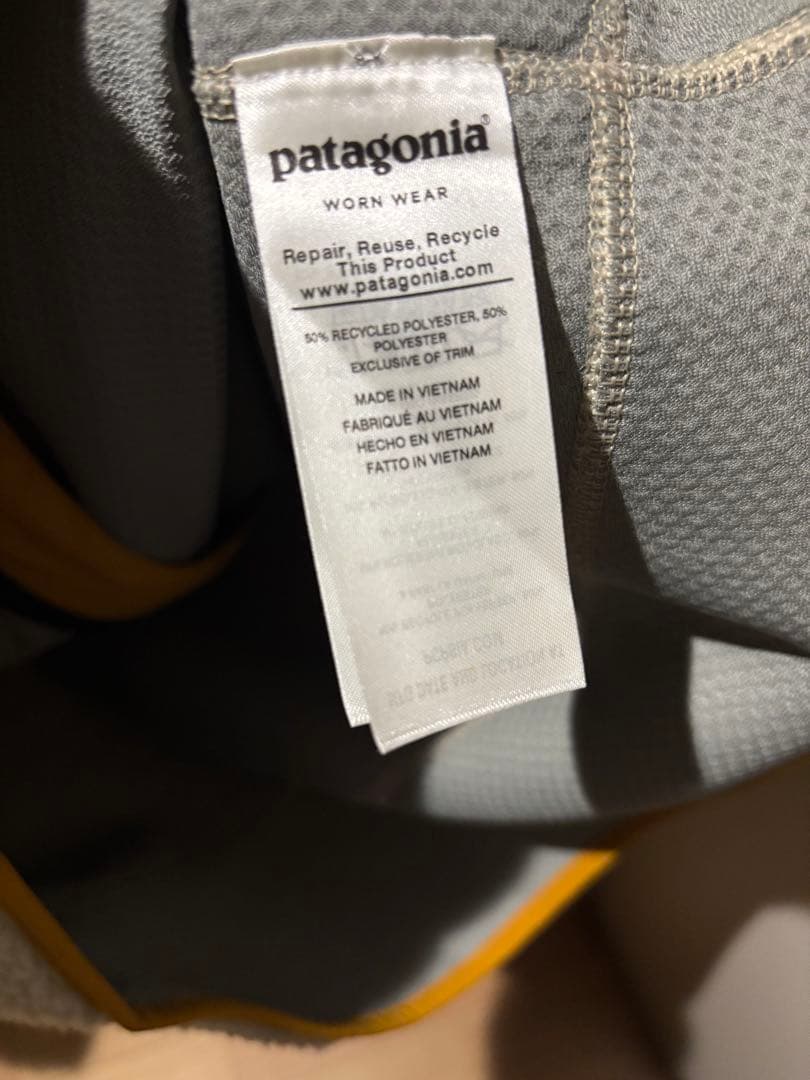 patagonia®
WORN WEAR
Repair, Reuse, Recycle
This Product
www.patagonia.com
50% RECYCLED POLYESTER, 50%
POLYESTER
EXCLUSIVE OF TRIM
MADE IN VIETNAM
FABRIQUÉ AU VIETNAM
HECHO EN VIETNAM
FATTO IN VIETNAM